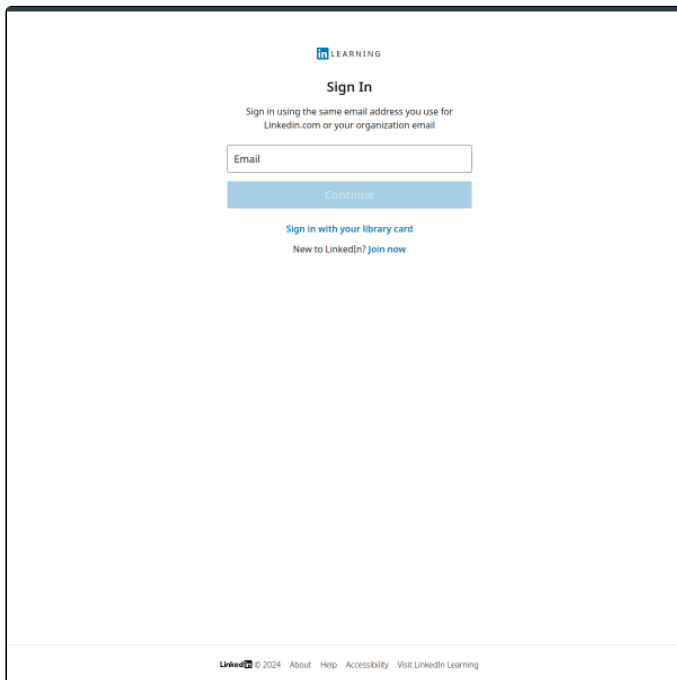 in LEARNING
Sign In
Sign in using the same email address you use for
Linkedin.com or your organization email
Email
Continue
Sign in with your library card
New to LinkedIn? Join now
LinkedIn © 2024 About Help Accessibility Visit LinkedIn Learning